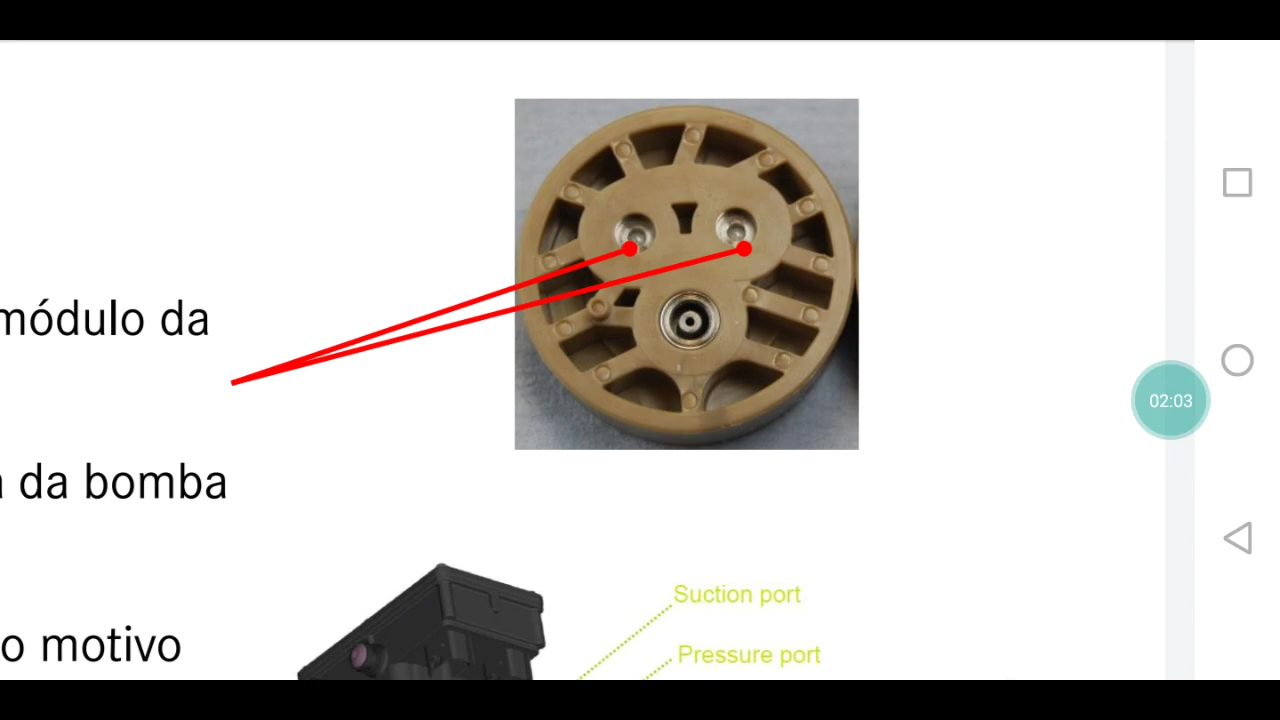 módulo da
02:03
a da bomba
Suction port
o motivo
Pressure port